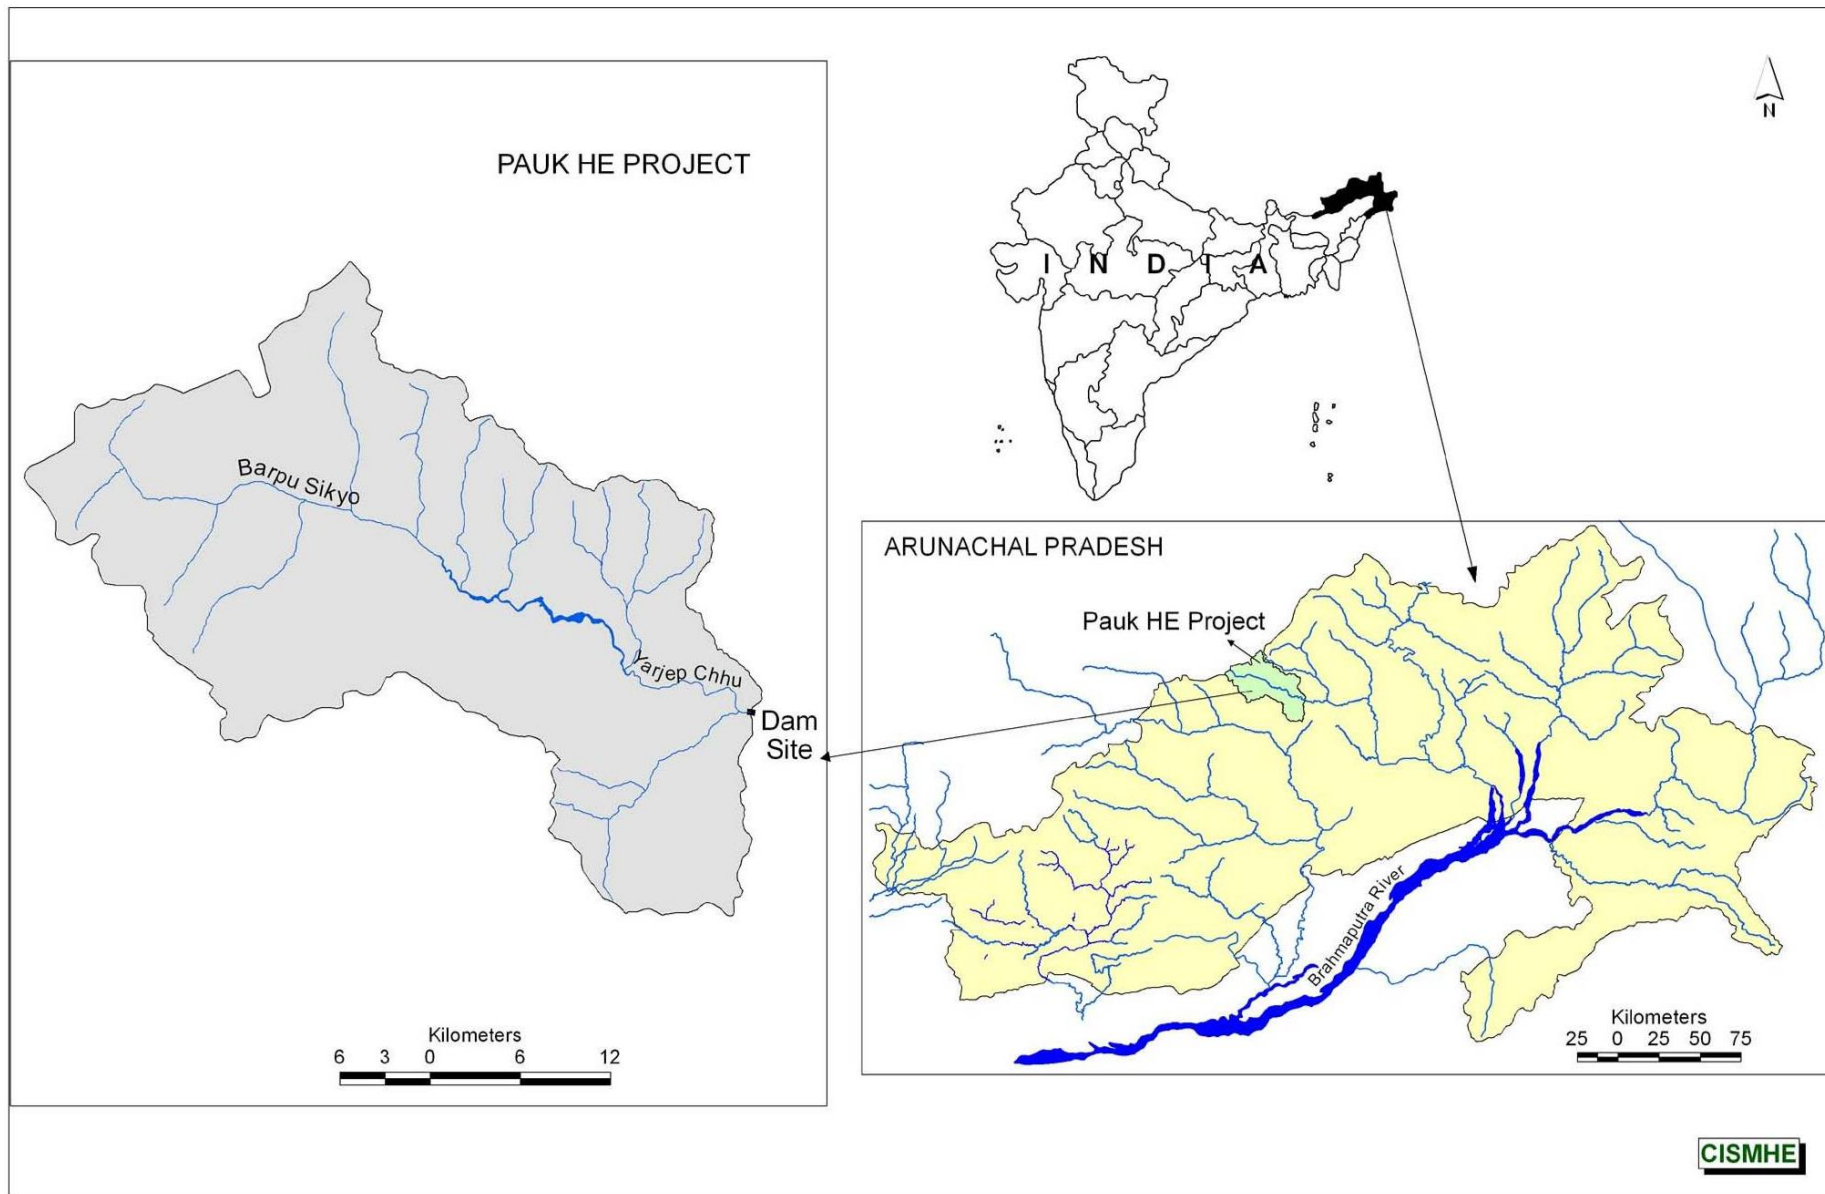 PAUK HE PROJECT
Barpu Sikyo
Yarjep Chhu
Dam
Site
Kilometers
6 3 0 6 12
N
I N D I A
ARUNACHAL PRADESH
Pauk HE Project
Brahmaputra River
Kilometers
25 0 25 50 75
CISMHE